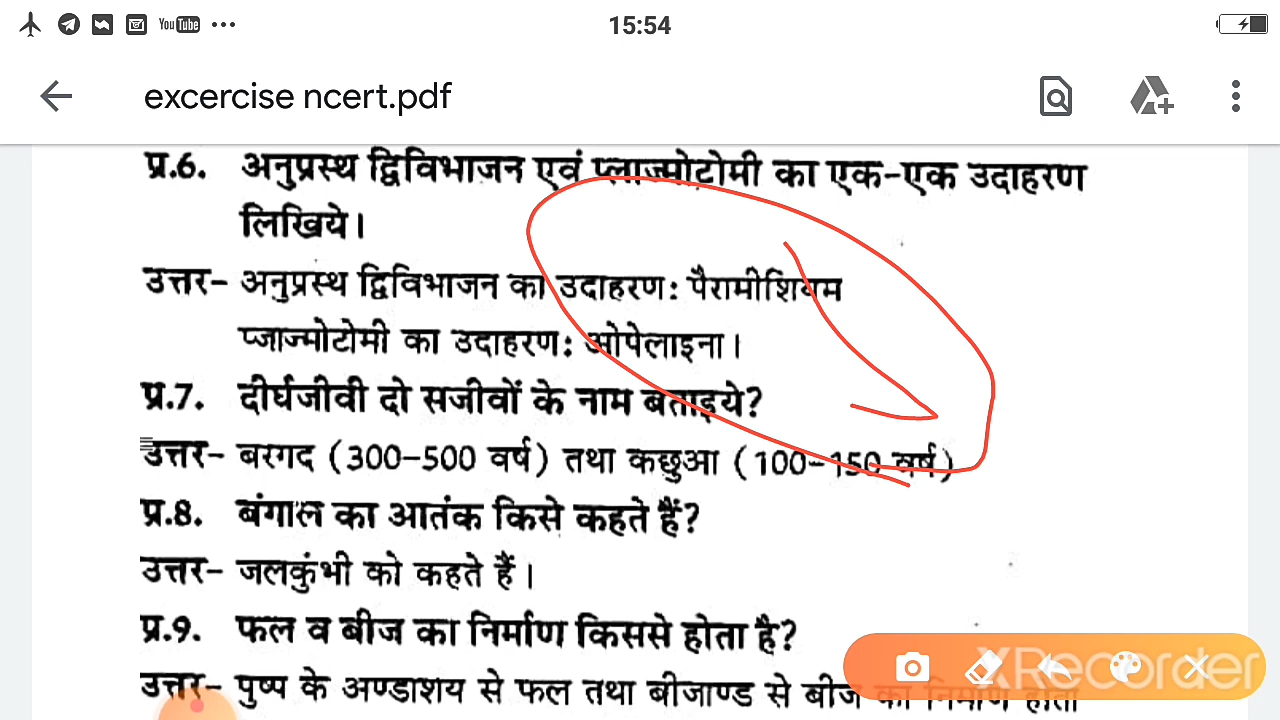 YouTube
15:54
excercise ncert.pdf
प्र.6. अनुप्रस्थ द्विविभाजन एवं प्लाज्मोटोमी का एक-एक उदाहरण
लिखिये।
उत्तर- अनुप्रस्थ द्विविभाजन का उदाहरण: पैरामीशियम
प्जाज्मोटोमी का उदाहरण: ओपेलाइना।
प्र.7. दीर्घजीवी दो सजीवों के नाम बताइये?
उत्तर- बरगद (300-500 वर्ष) तथा कछुआ (100-150 वर्ष)
प्र.8. बंगाल का आतंक किसे कहते हैं?
उत्तर- जलकुंभी को कहते हैं।
प्र.9. फल व बीज का निर्माण किससे होता है?
उत्तर- पुष्प के अण्डाशय से फल तथा बीजाण्ड से बीज का निर्माण होता
XRecorder